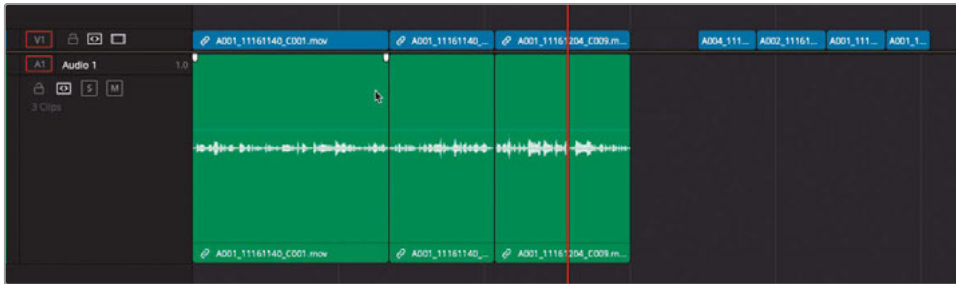 V1
A001_11161140_C001.mov
A001_11161140_...
A001_11161204_C009.m...
A004_111...
A002_11161...
A001_111...
A001_1...
A1 Audio 1 1.0
S M
3 Clips
A001_11161140_C001.mov
A001_11161140_...
A001_11161204_C009.m...